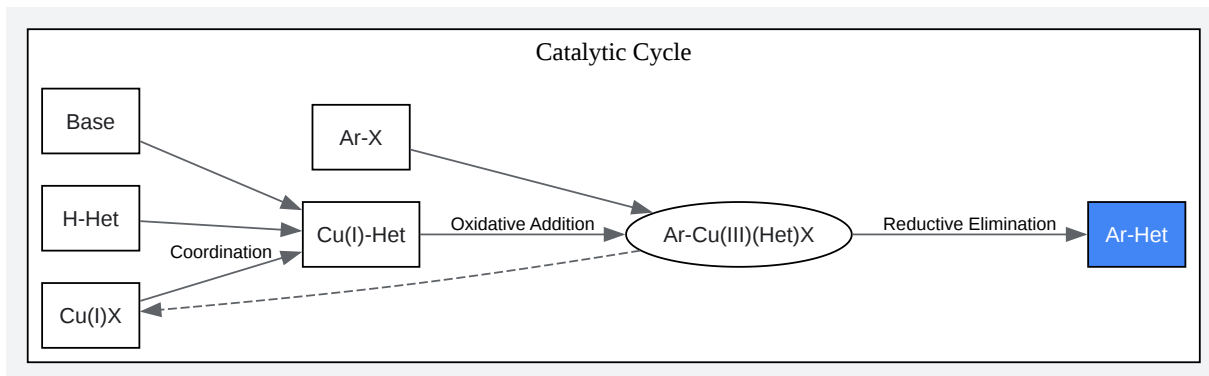 Catalytic Cycle
Base
Ar-X
H-Het
Cu(I)-Het
Oxidative Addition
Ar-Cu(III)(Het)X
Reductive Elimination
Ar-Het
Coordination
Cu(I)X